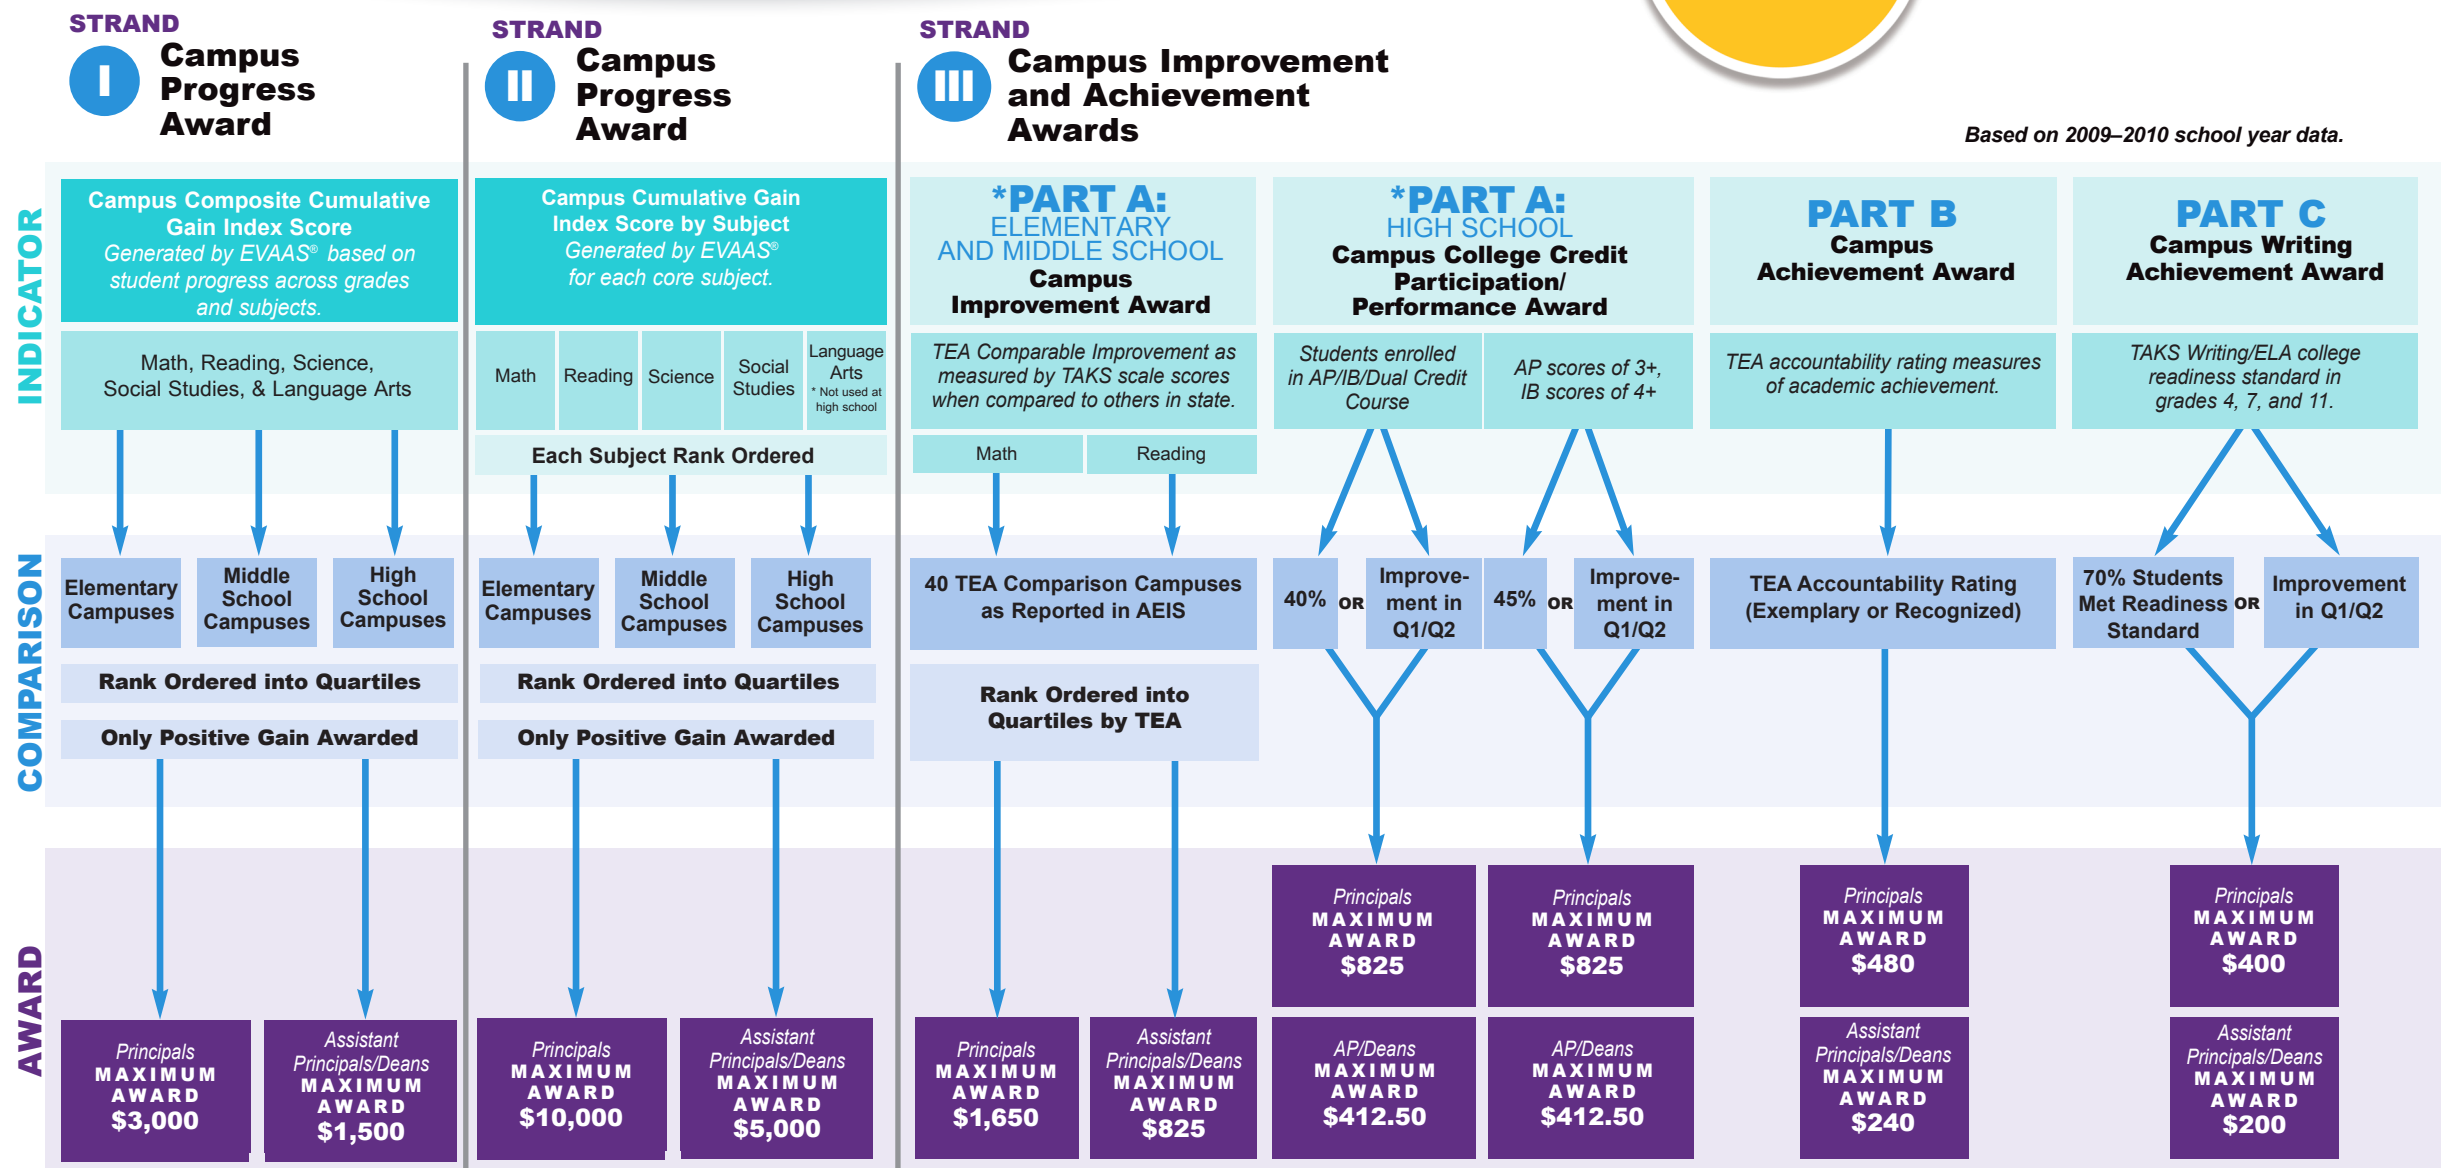 STRAND
I
Campus
Progress
Award
STRAND
II
Campus
Progress
Award
STRAND
III
Campus Improvement
and Achievement
Awards
Based on 2009–2010 school year data.
INDICATOR
Campus Composite Cumulative
Gain Index Score
Generated by EVAAS® based on
student progress across grades
and subjects.
Math, Reading, Science,
Social Studies, & Language Arts
Campus Cumulative Gain
Index Score by Subject
Generated by EVAAS®
for each core subject.
Math
Reading
Science
Social
Studies
Language
Arts
* Not used at
high school
Each Subject Rank Ordered
*PART A:
ELEMENTARY
AND MIDDLE SCHOOL
Campus
Improvement Award
TEA Comparable Improvement as
measured by TAKS scale scores
when compared to others in state.
Math
Reading
*PART A:
HIGH SCHOOL
Campus College Credit
Participation/
Performance Award
Students enrolled
in AP/IB/Dual Credit
Course
AP scores of 3+,
IB scores of 4+
PART B
Campus
Achievement Award
TEA accountability rating measures
of academic achievement.
PART C
Campus Writing
Achievement Award
TAKS Writing/ELA college
readiness standard in
grades 4, 7, and 11.
COMPARISON
Elementary
Campuses
Middle
School
Campuses
High
School
Campuses
Rank Ordered into Quartiles
Only Positive Gain Awarded
Elementary
Campuses
Middle
School
Campuses
High
School
Campuses
Rank Ordered into Quartiles
Only Positive Gain Awarded
40 TEA Comparison Campuses
as Reported in AEIS
Rank Ordered into
Quartiles by TEA
40%
OR
Improve-
ment in
Q1/Q2
45%
OR
Improve-
ment in
Q1/Q2
TEA Accountability Rating
(Exemplary or Recognized)
70% Students
Met Readiness
Standard
OR
Improvement
in Q1/Q2
AWARD
Principals
MAXIMUM
AWARD
$3,000
Assistant
Principals/Deans
MAXIMUM
AWARD
$1,500
Principals
MAXIMUM
AWARD
$10,000
Assistant
Principals/Deans
MAXIMUM
AWARD
$5,000
Principals
MAXIMUM
AWARD
$1,650
Assistant
Principals/Deans
MAXIMUM
AWARD
$825
Principals
MAXIMUM
AWARD
$825
AP/Deans
MAXIMUM
AWARD
$412.50
Principals
MAXIMUM
AWARD
$825
AP/Deans
MAXIMUM
AWARD
$412.50
Principals
MAXIMUM
AWARD
$480
Assistant
Principals/Deans
MAXIMUM
AWARD
$240
Principals
MAXIMUM
AWARD
$400
Assistant
Principals/Deans
MAXIMUM
AWARD
$200